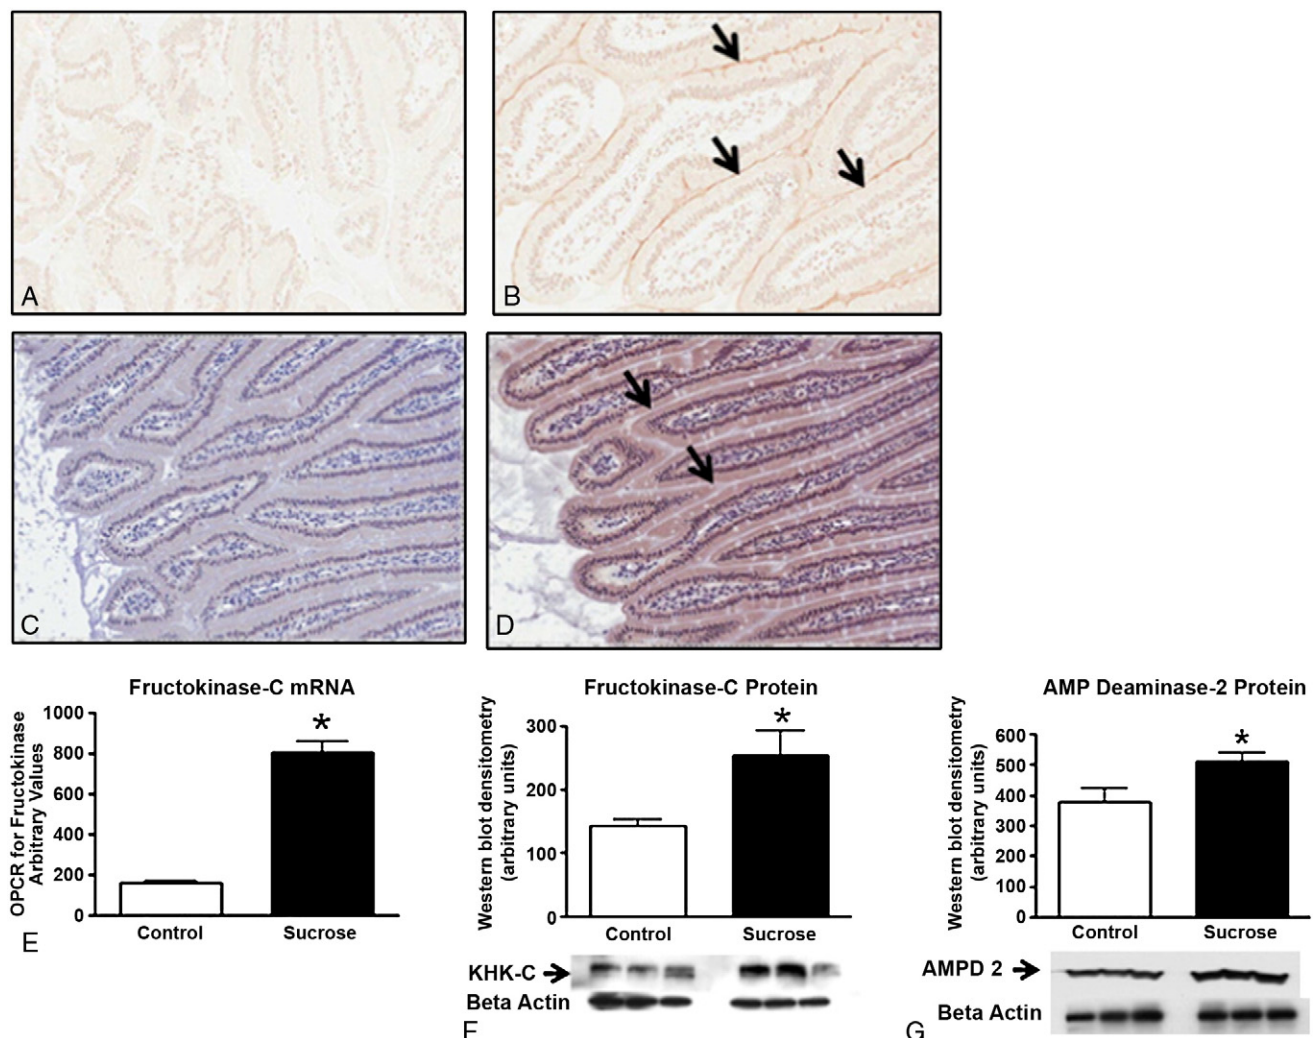 A
B
C
D
Fructokinase-C mRNA
OPCR for Fructokinase
Arbitrary Values
1000
800
600
400
200
0
*
Control
Sucrose
E
Fructokinase-C Protein
Western blot densitometry
(arbitrary units)
300
200
100
0
*
Control
Sucrose
KHK-C
Beta Actin
F
AMP Deaminase-2 Protein
Western blot densitometry
(arbitrary units)
600
500
400
300
200
100
0
*
Control
Sucrose
AMPD 2
Beta Actin
G